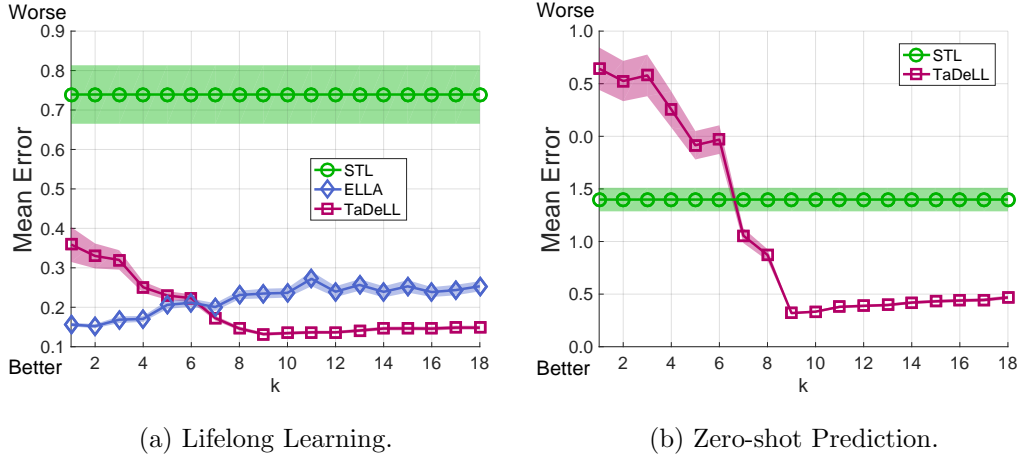 Worse
0.9
0.8
0.7
0.6
0.5
0.4
0.3
0.2
0.1
Mean Error
STL
ELLA
TaDeLL
Better
2 4 6 8 10 12 14 16 18
k
(a) Lifelong Learning.
Worse
1.0
0.5
0.0
1.5
1.0
0.5
0.0
Mean Error
STL
TaDeLL
Better
2 4 6 8 10 12 14 16 18
k
(b) Zero-shot Prediction.